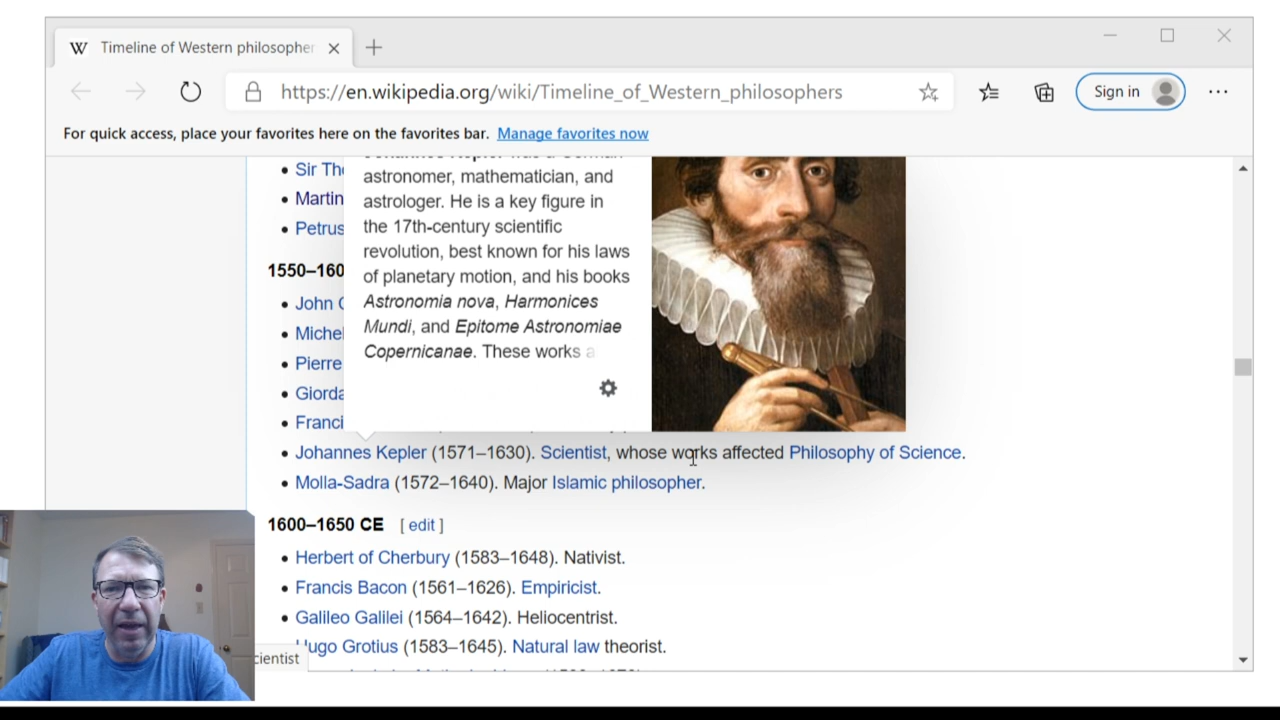 W Timeline of Western philosopher
https://en.wikipedia.org/wiki/Timeline_of_Western_philosophers
Sign in
For quick access, place your favorites here on the favorites bar. Manage favorites now
• Sir Th
• Martin
• Petrus
astronomer, mathematician, and
astrologer. He is a key figure in
the 17th-century scientific
revolution, best known for his laws
of planetary motion, and his books
Astronomia nova, Harmonices
Mundi, and Epitome Astronomiae
Copernicanae. These works a
1550–160
• John
• Michel
• Pierre
• Giorda
• Franci
• Johannes Kepler (1571–1630). Scientist, whose works affected Philosophy of Science.
• Molla-Sadra (1572–1640). Major Islamic philosopher.
1600–1650 CE [ edit ]
• Herbert of Cherbury (1583–1648). Nativist.
• Francis Bacon (1561–1626). Empiricist.
• Galileo Galilei (1564–1642). Heliocentrist.
Hugo Grotius (1583–1645). Natural law theorist.
cientist